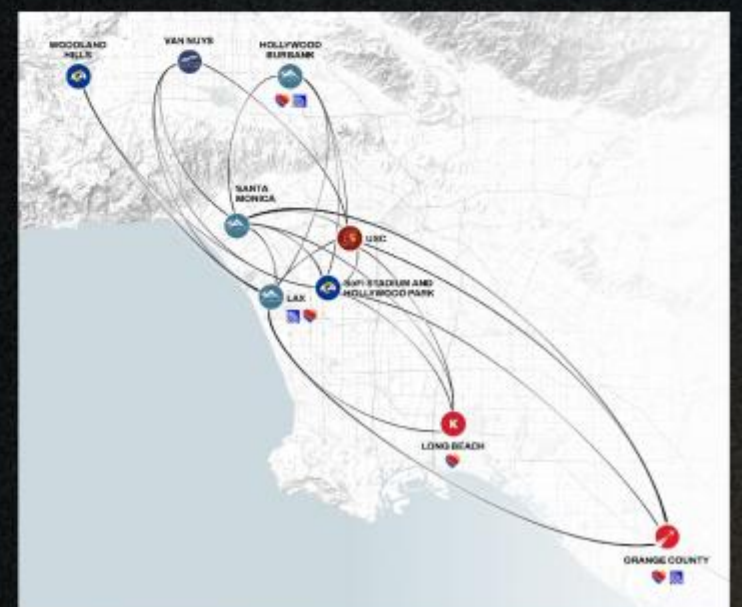 WOODLAND
HILLS
VAN NUYS
HOLLYWOOD
BURBANK
SANTA
MONICA
USC
SoFi STADIUM AND
HOLLYWOOD PARK
LAX
K
LONG BEACH
ORANGE COUNTY